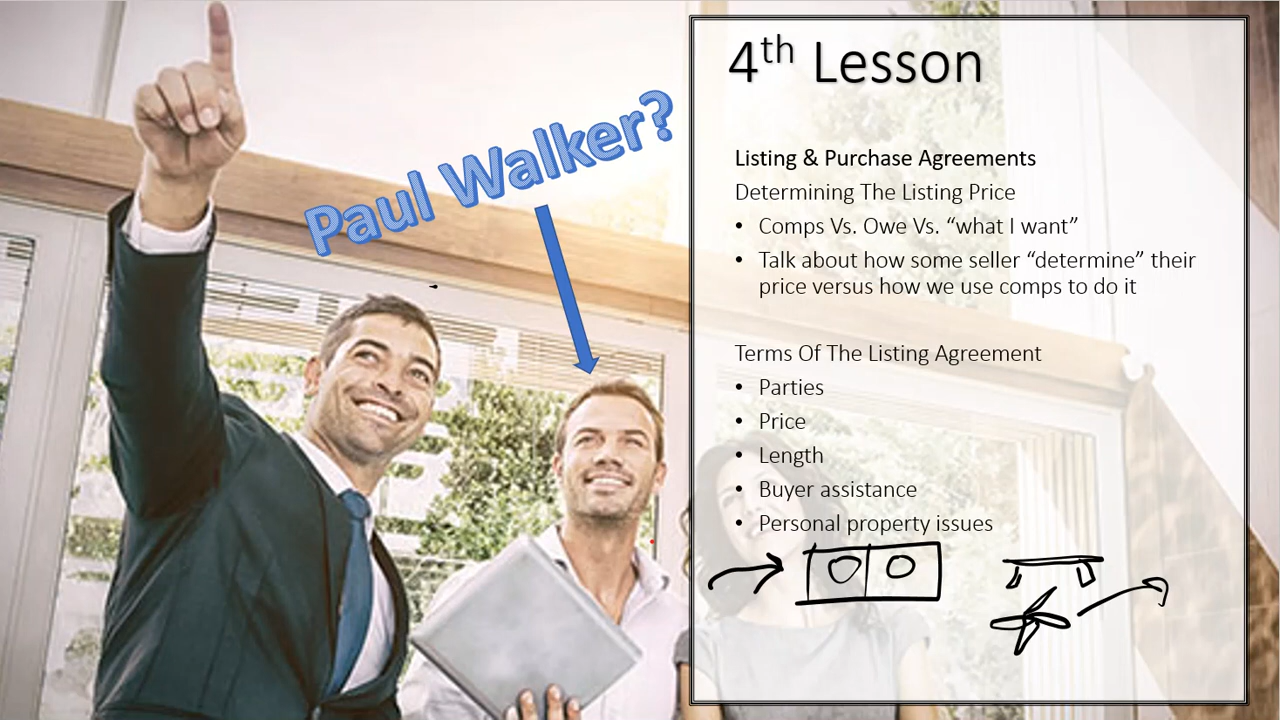 4th Lesson
Paul Walker?
Listing & Purchase Agreements
Determining The Listing Price
• Comps Vs. Owe Vs. “what I want”
• Talk about how some seller “determine” their
price versus how we use comps to do it
Terms Of The Listing Agreement
• Parties
• Price
• Length
• Buyer assistance
• Personal property issues